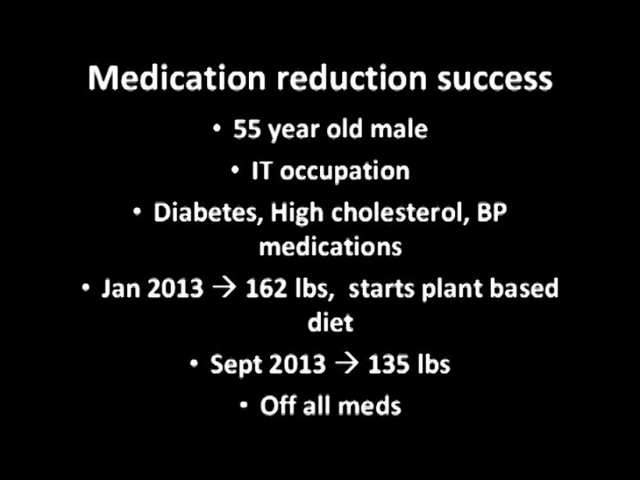 Medication reduction success
• 55 year old male
• IT occupation
• Diabetes, High cholesterol, BP
medications
• Jan 2013 → 162 lbs, starts plant based
diet
• Sept 2013 → 135 lbs
• Off all meds